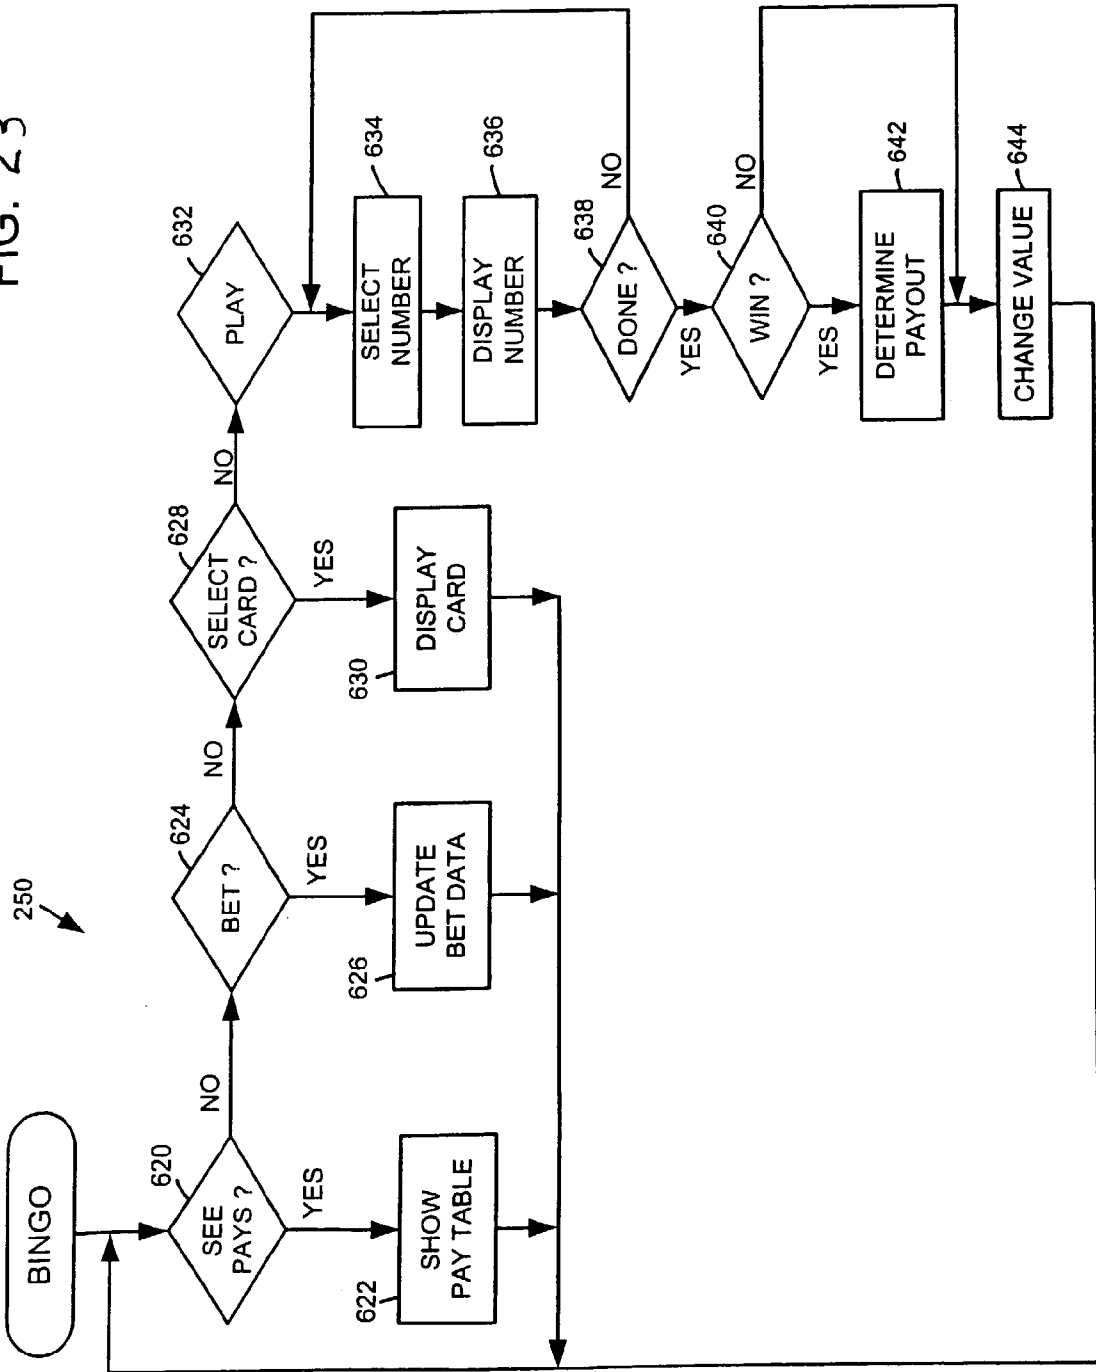 FIG. 23
250
BINGO
620
SEE
PAYS ?
NO
YES
622
SHOW
PAY TABLE
624
BET ?
NO
YES
626
UPDATE
BET DATA
628
SELECT
CARD ?
NO
YES
630
DISPLAY
CARD
632
PLAY
634
SELECT
NUMBER
636
DISPLAY
NUMBER
638
DONE ?
NO
YES
640
WIN ?
NO
YES
642
DETERMINE
PAYOUT
644
CHANGE VALUE